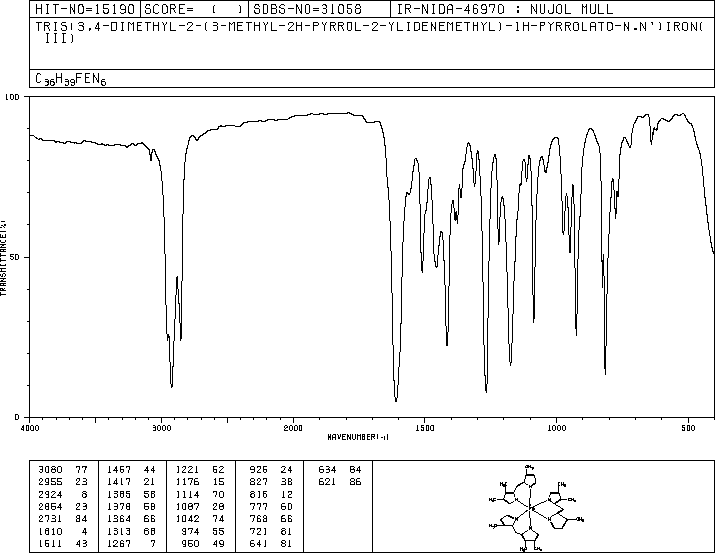 HIT-NO=15190 SCORE= ( ) SDBS-NO=31058 IR-NIDA-46970 : NUJOL MULL
TRIS(3,4-DIMETHYL-2-(3-METHYL-2H-PYRROL-2-YLIDENEMETHYL)-1H-PYRROLATO-N,N')IRON(
III)
C36H39FEN6
100
50
0
TRANSMITTANCE(%)
4000 3000 2000 1500 1000 500
WAVENUMBER(-1)
3080 77 1457 44 1221 52 926 24 634 84
2955 23 1417 21 1176 15 827 38 621 86
2924 8 1385 58 1114 70 816 12
2854 23 1378 58 1087 28 777 60
2731 84 1364 66 1042 74 768 66
1610 4 1313 68 974 55 721 81
1511 43 1267 7 950 49 641 81